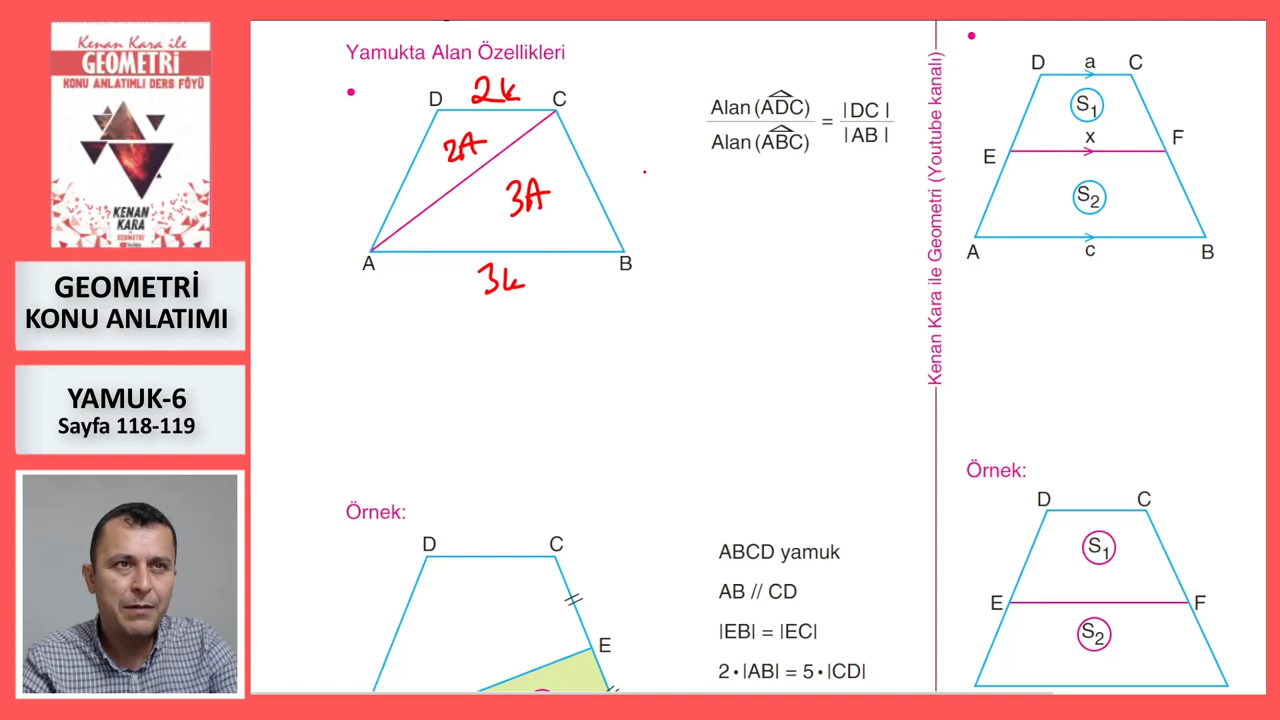 Kenan Kara ile
GEOMETRİ
KONU ANLATIMLI DERS FÖYÜ
KENAN
KARA
GEOMETRİ
KONU ANLATIMI
YAMUK-6
Sayfa 118-119
Yamukta Alan Özellikleri
D 2k C
2A
3A
A B
3k
Alan (ADC) = |DC|
Alan (ABC) |AB|
Örnek:
D C
E
ABCD yamuk
AB // CD
|EB| = |EC|
2·|AB| = 5·|CD|
Kenan Kara ile Geometri (Youtube kanalı)
D a C
S1
E x F
S2
A c B
Örnek:
D C
S1
E F
S2